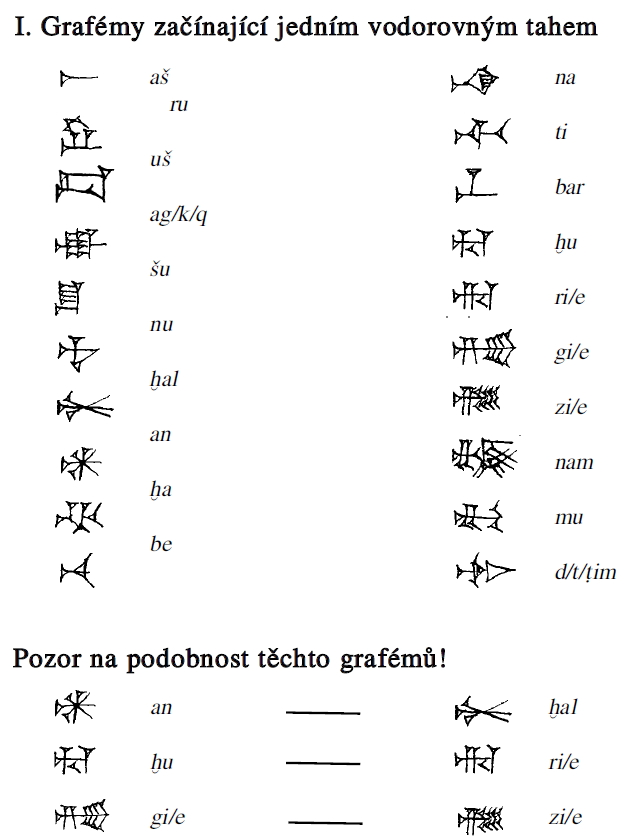 I. Grafémy začínající jedním vodorovným tahem
aš
ru
uš
ag/k/q
šu
nu
ḫal
an
ḫa
be
na
ti
bar
ḫu
ri/e
gi/e
zi/e
nam
mu
d/t/ṭim
Pozor na podobnost těchto grafémů!
an ḫal
ḫu ri/e
gi/e zi/e